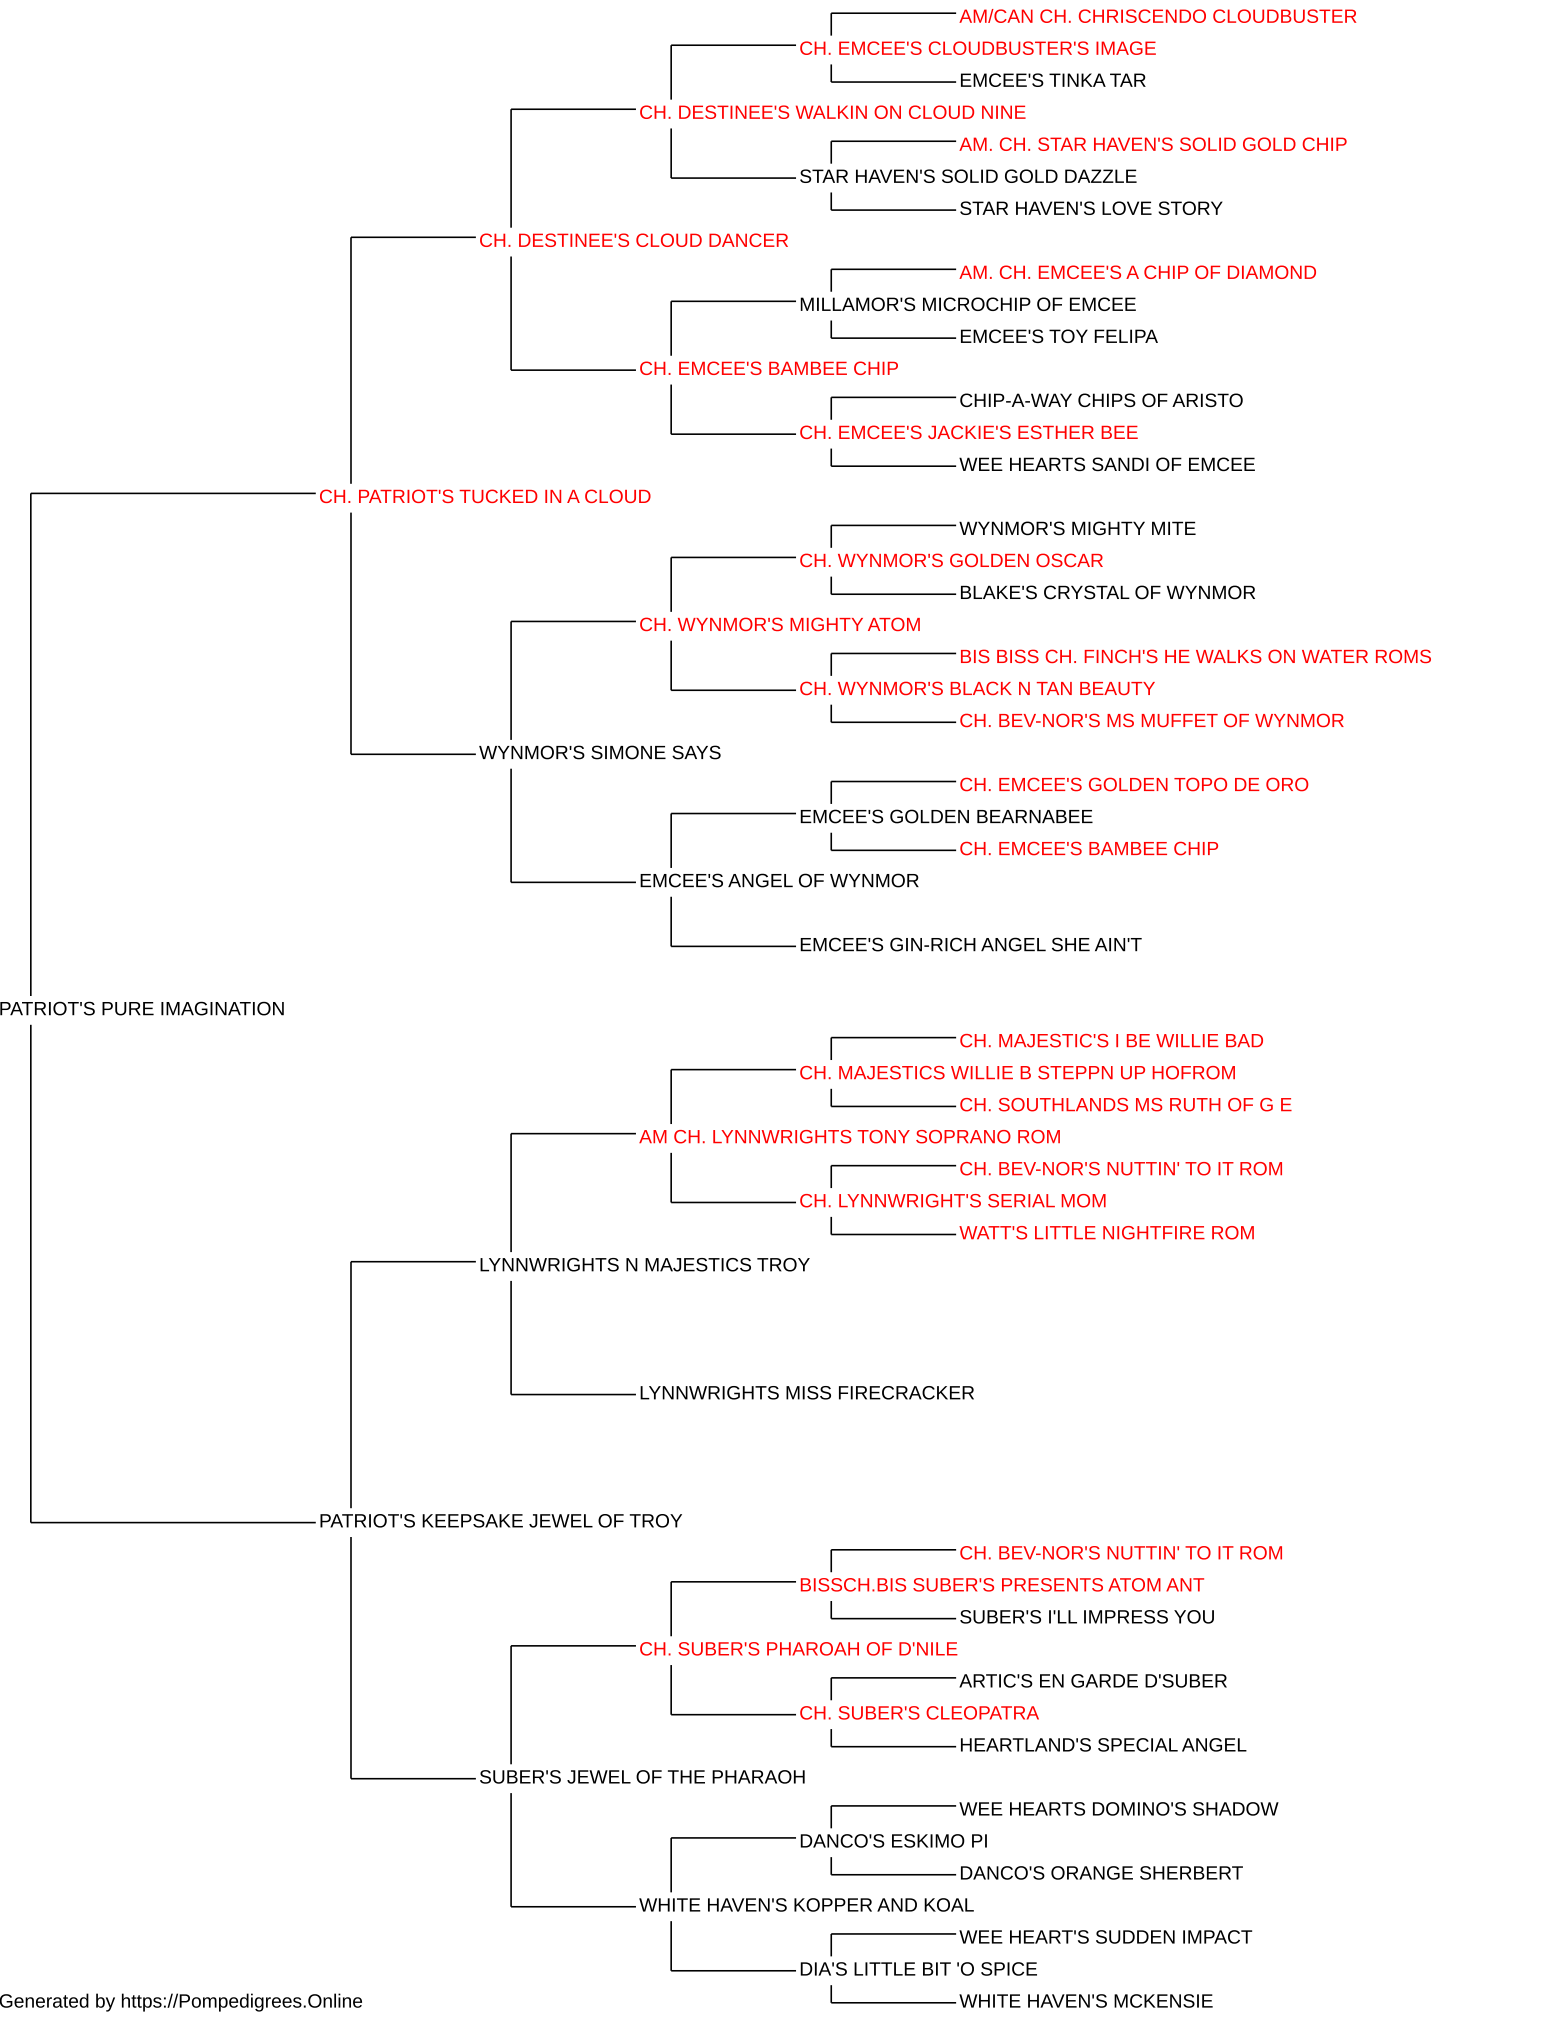 AM/CAN CH. CHRISCENDO CLOUDBUSTER
CH. EMCEE'S CLOUDBUSTER'S IMAGE
EMCEE'S TINKA TAR
CH. DESTINEE'S WALKIN ON CLOUD NINE
AM. CH. STAR HAVEN'S SOLID GOLD CHIP
STAR HAVEN'S SOLID GOLD DAZZLE
STAR HAVEN'S LOVE STORY
CH. DESTINEE'S CLOUD DANCER
AM. CH. EMCEE'S A CHIP OF DIAMOND
MILLAMOR'S MICROCHIP OF EMCEE
EMCEE'S TOY FELIPA
CH. EMCEE'S BAMBEE CHIP
CHIP-A-WAY CHIPS OF ARISTO
CH. EMCEE'S JACKIE'S ESTHER BEE
WEE HEARTS SANDI OF EMCEE
CH. PATRIOT'S TUCKED IN A CLOUD
WYNMOR'S MIGHTY MITE
CH. WYNMOR'S GOLDEN OSCAR
BLAKE'S CRYSTAL OF WYNMOR
CH. WYNMOR'S MIGHTY ATOM
BIS BISS CH. FINCH'S HE WALKS ON WATER ROMS
CH. WYNMOR'S BLACK N TAN BEAUTY
CH. BEV-NOR'S MS MUFFET OF WYNMOR
WYNMOR'S SIMONE SAYS
CH. EMCEE'S GOLDEN TOPO DE ORO
EMCEE'S GOLDEN BEARNABEE
CH. EMCEE'S BAMBEE CHIP
EMCEE'S ANGEL OF WYNMOR
EMCEE'S GIN-RICH ANGEL SHE AIN'T
PATRIOT'S PURE IMAGINATION
CH. MAJESTIC'S I BE WILLIE BAD
CH. MAJESTICS WILLIE B STEPPN UP HOFROM
CH. SOUTHLANDS MS RUTH OF G E
AM CH. LYNNWRIGHTS TONY SOPRANO ROM
CH. BEV-NOR'S NUTTIN' TO IT ROM
CH. LYNNWRIGHT'S SERIAL MOM
WATT'S LITTLE NIGHTFIRE ROM
LYNNWRIGHTS N MAJESTICS TROY
LYNNWRIGHTS MISS FIRECRACKER
PATRIOT'S KEEPSAKE JEWEL OF TROY
CH. BEV-NOR'S NUTTIN' TO IT ROM
BISSCH.BIS SUBER'S PRESENTS ATOM ANT
SUBER'S I'LL IMPRESS YOU
CH. SUBER'S PHAROAH OF D'NILE
ARTIC'S EN GARDE D'SUBER
CH. SUBER'S CLEOPATRA
HEARTLAND'S SPECIAL ANGEL
SUBER'S JEWEL OF THE PHARAOH
WEE HEARTS DOMINO'S SHADOW
DANCO'S ESKIMO PI
DANCO'S ORANGE SHERBERT
WHITE HAVEN'S KOPPER AND KOAL
WEE HEART'S SUDDEN IMPACT
DIA'S LITTLE BIT 'O SPICE
WHITE HAVEN'S MCKENSIE
Generated by https://Pompedigrees.Online